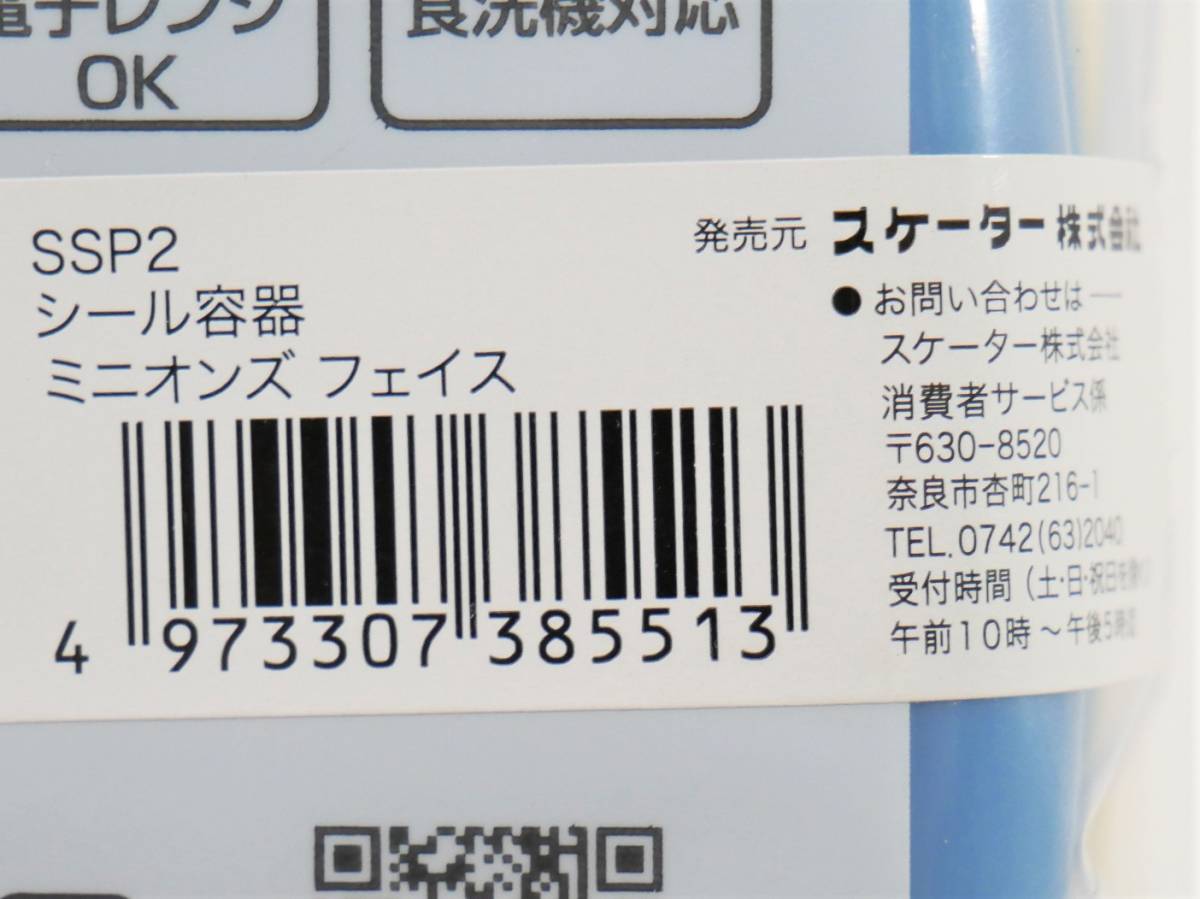 電子レンジ
OK
食洗機対応
SSP2
シール容器
ミニオンズ フェイス
4 973307 385513
発売元 スケーター株式会社
●お問い合わせは―
スケーター株式会社
消費者サービス係
〒630-8520
奈良市杏町216-1
TEL.0742(63)2040
受付時間(土・日・祝日を
午前10時~午後5時